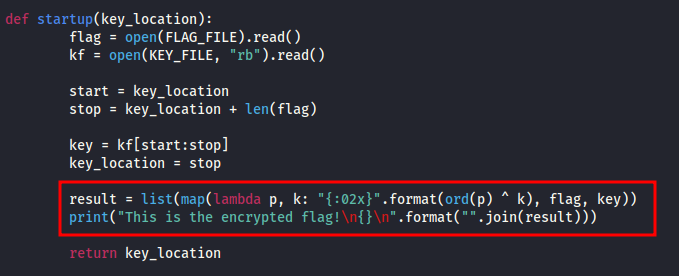 def startup(key_location):
        flag = open(FLAG_FILE).read()
        kf = open(KEY_FILE, "rb").read()

        start = key_location
        stop = key_location + len(flag)

        key = kf[start:stop]
        key_location = stop

        result = list(map(lambda p, k: "{:02x}".format(ord(p) ^ k), flag, key))
        print("This is the encrypted flag!\n{}\n".format("".join(result)))

        return key_location